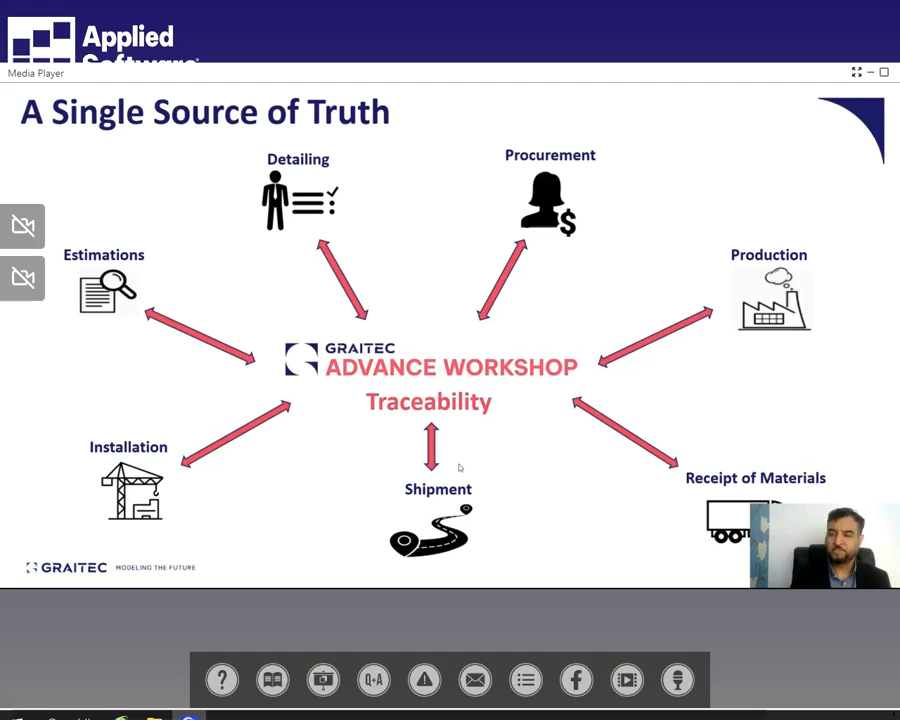 Applied
Software
Media Player
A Single Source of Truth
Detailing
Procurement
$
Estimations
Production
GRAITEC
ADVANCE WORKSHOP
Traceability
Installation
Shipment
Receipt of Materials
GRAITEC MODELING THE FUTURE
? Q+A f